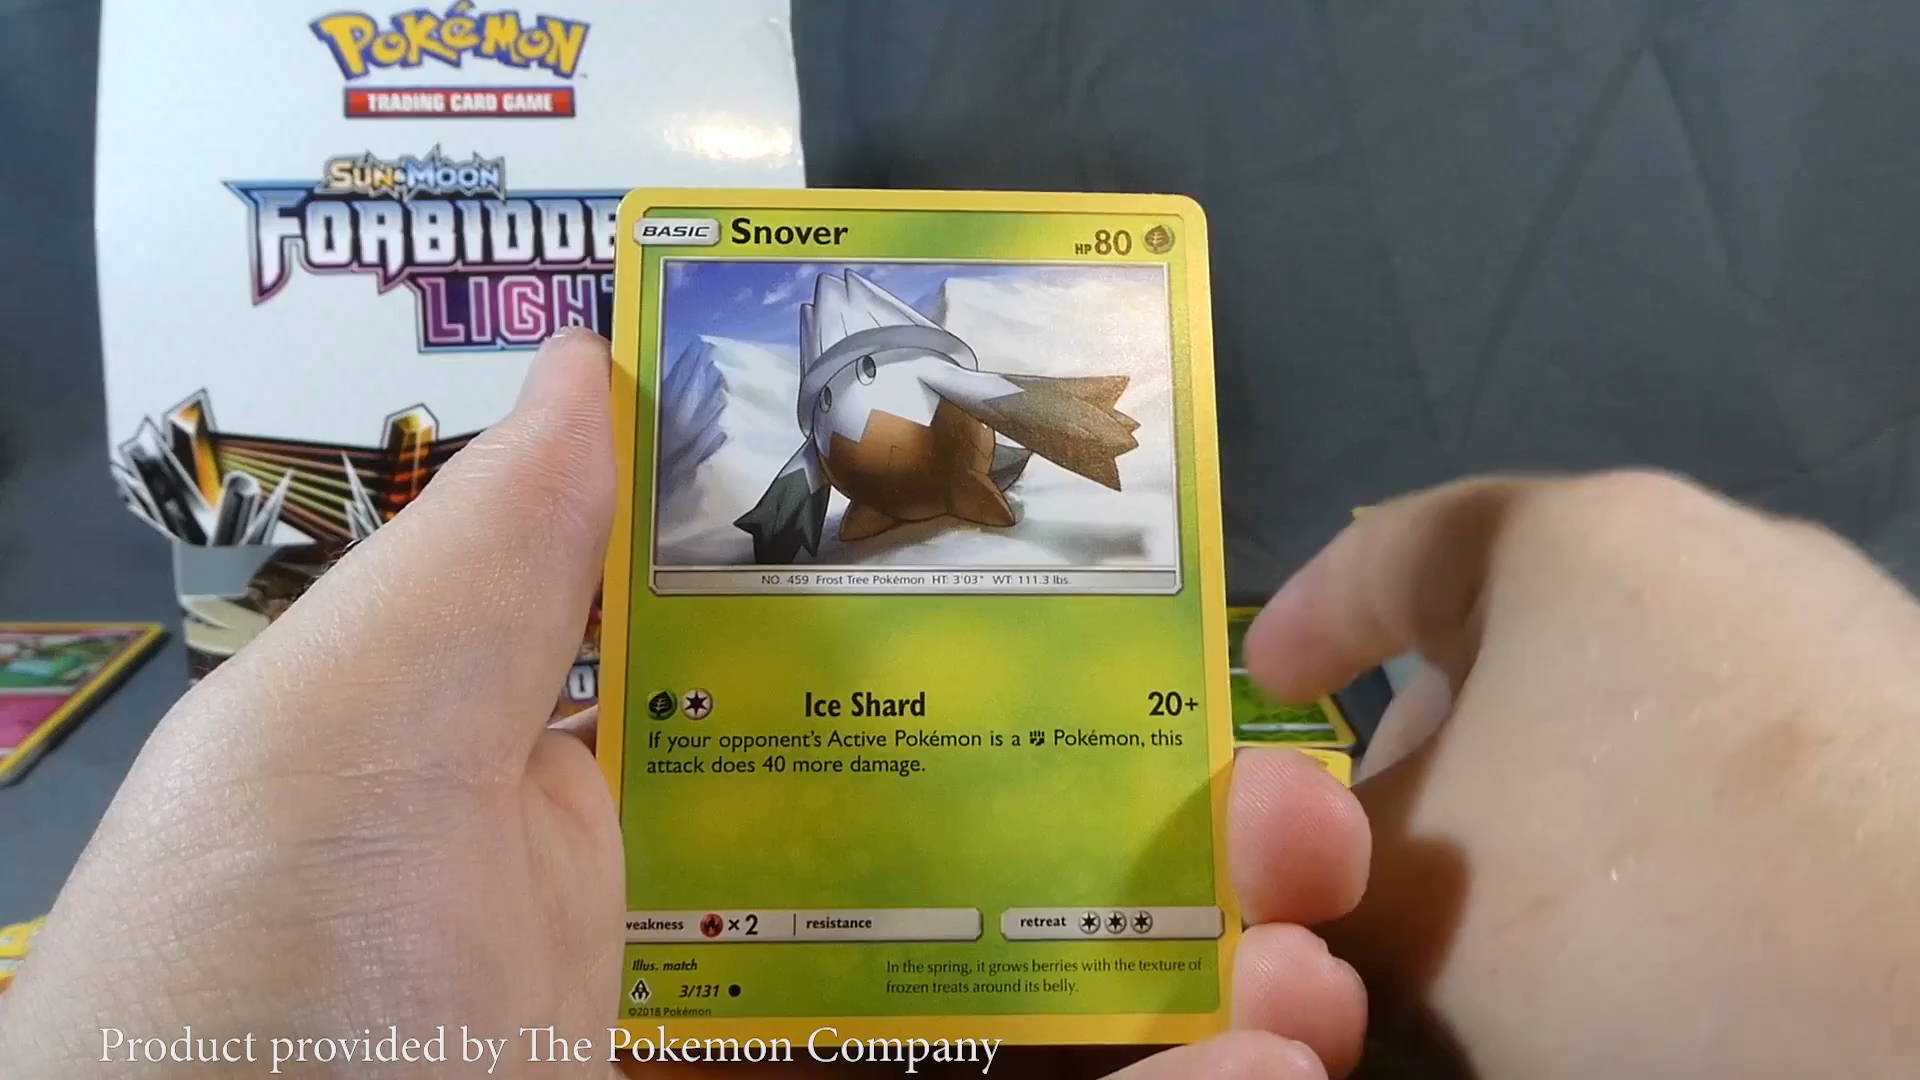 POKéMON
TRADING CARD GAME
SUN & MOON
FORBIDDE
LIGH
BASIC Snover HP80
NO. 459 Frost Tree Pokémon HT: 3'03" WT: 111.3 lbs.
Ice Shard 20+
If your opponent's Active Pokémon is a Pokémon, this
attack does 40 more damage.
weakness ×2 resistance retreat
Illus. match
In the spring, it grows berries with the texture of
frozen treats around its belly.
3/131
©2018 Pokémon
Product provided by The Pokemon Company